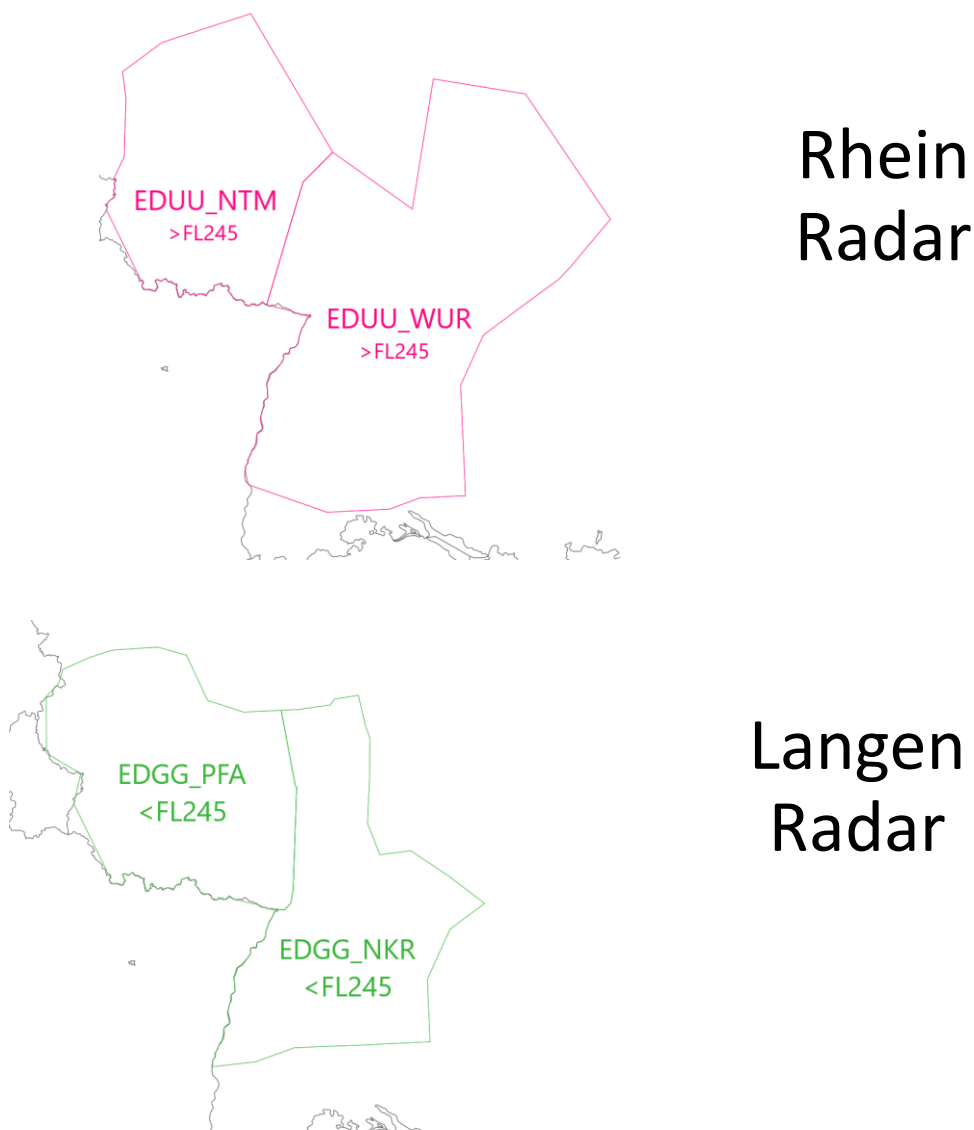 Rhein
Radar
EDUU_NTM
>FL245
EDUU_WUR
>FL245
Langen
Radar
EDGG_PFA
<FL245
EDGG_NKR
<FL245